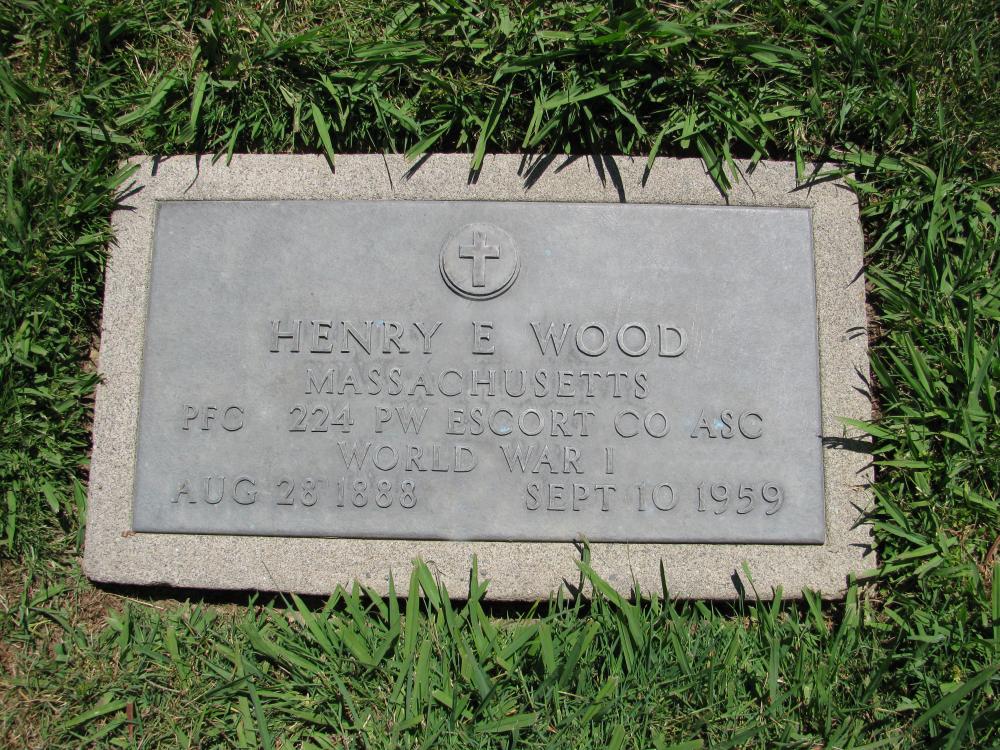 HENRY E WOOD
MASSACHUSETTS
PFC 224 PW ESCORT CO ASC
WORLD WAR I
AUG 28 1888 SEPT 10 1959